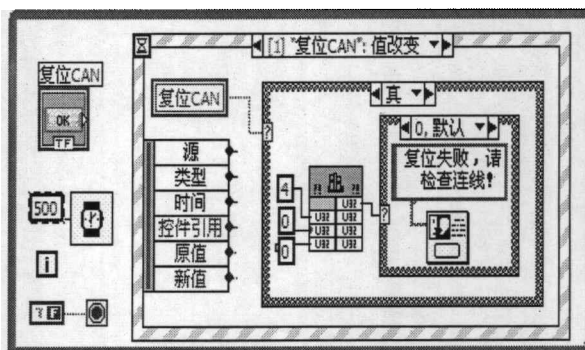 [1] "复位CAN": 值改变
复位CAN
OK
TF
复位CAN
真
0, 默认
复位失败，请
检查连线!
源
类型
时间
控件引用
原值
新值
4
0
0
U32
U32
U32
U32
U32
U32
U32
500
i
F
?
?